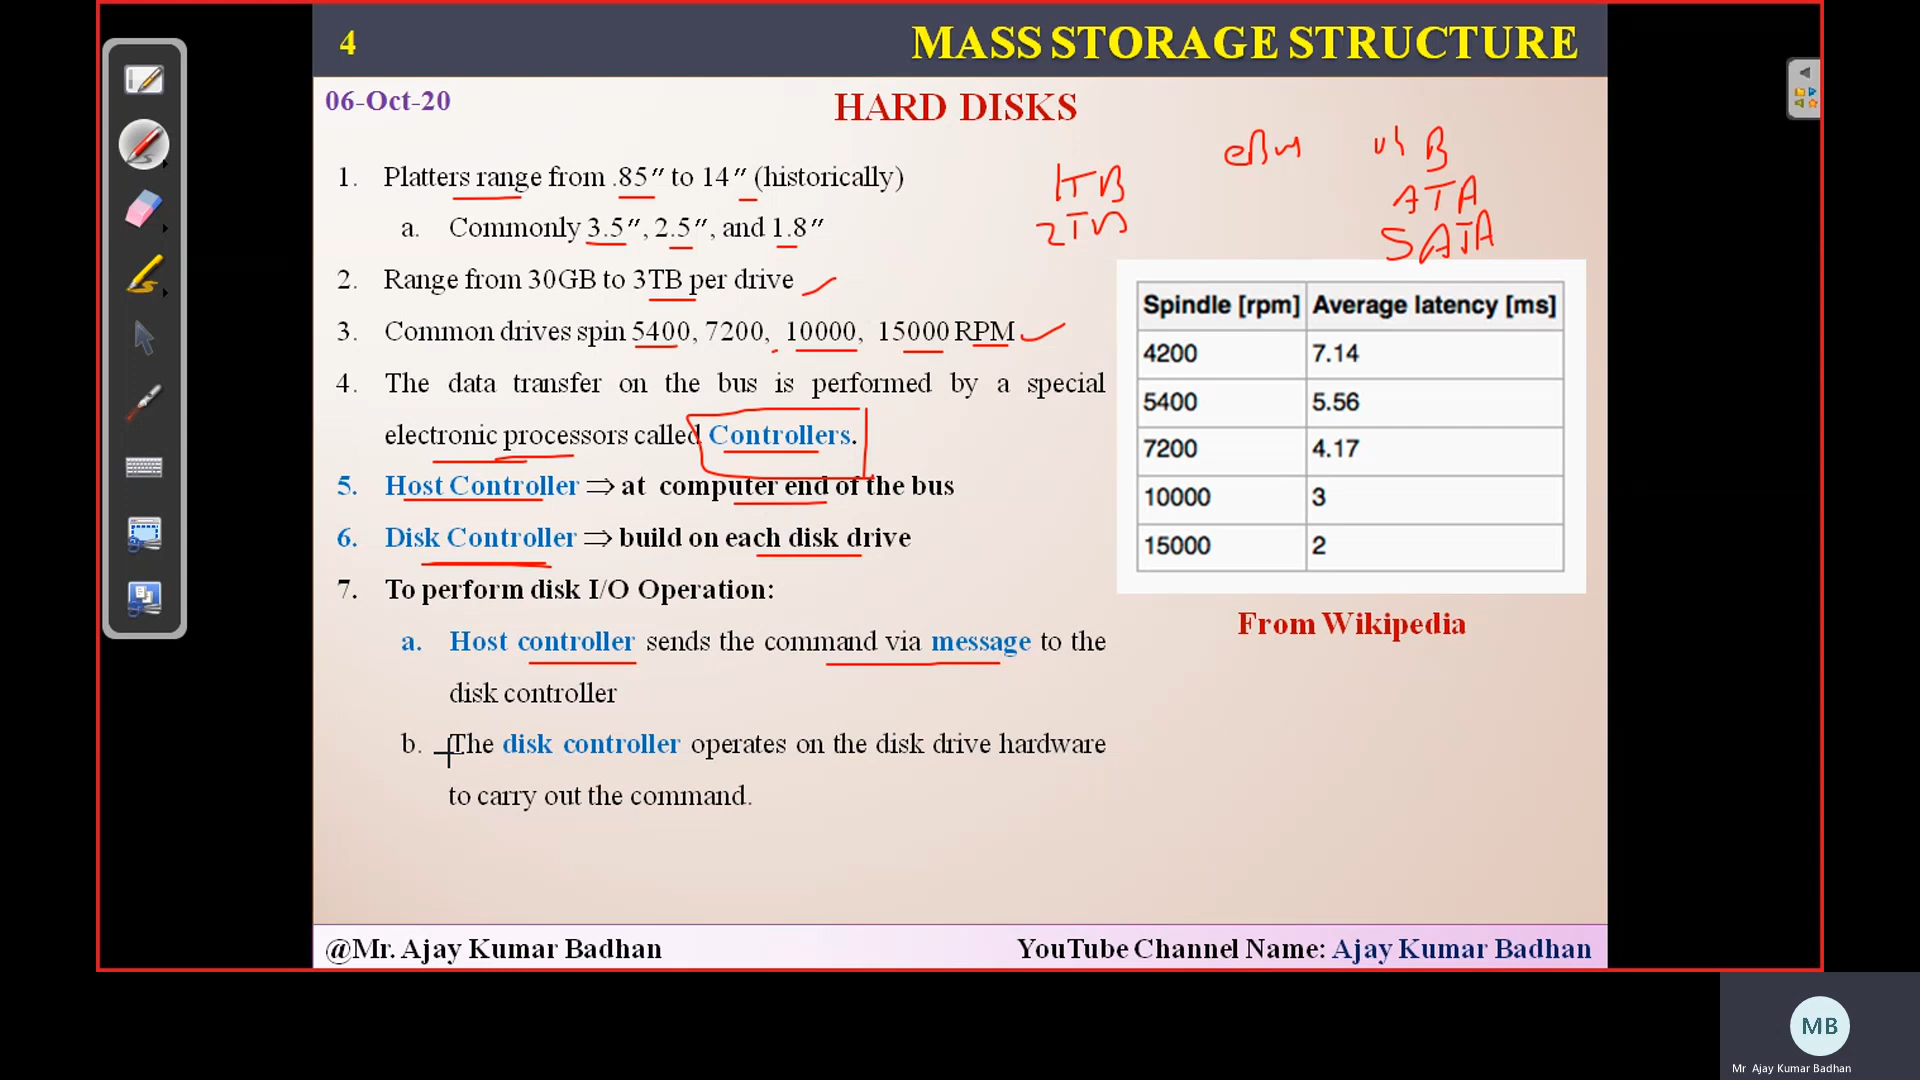 4
MASS STORAGE STRUCTURE
06-Oct-20
HARD DISKS
1. Platters range from .85″ to 14″ (historically)
a. Commonly 3.5″, 2.5″, and 1.8″
2. Range from 30GB to 3TB per drive
3. Common drives spin 5400, 7200, 10000, 15000 RPM
4. The data transfer on the bus is performed by a special
electronic processors called Controllers.
5. Host Controller ⇒ at computer end of the bus
6. Disk Controller ⇒ build on each disk drive
7. To perform disk I/O Operation:
a. Host controller sends the command via message to the
disk controller
b. The disk controller operates on the disk drive hardware
to carry out the command.
1TB
2TB
ATA
SATA
Spindle [rpm] Average latency [ms]
4200 7.14
5400 5.56
7200 4.17
10000 3
15000 2
From Wikipedia
@Mr. Ajay Kumar Badhan
YouTube Channel Name: Ajay Kumar Badhan
MB
Mr Ajay Kumar Badhan